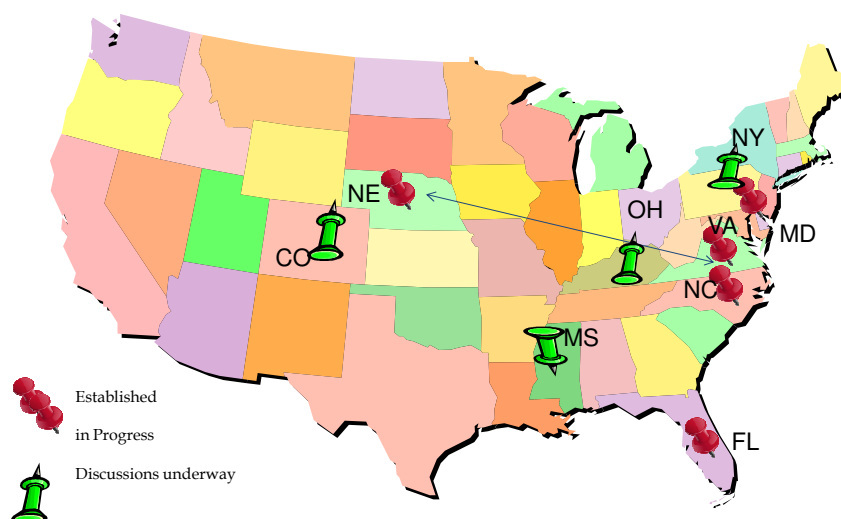 NY
NE
OH
VA
MD
CO
NC
MS
Established
in Progress
FL
Discussions underway